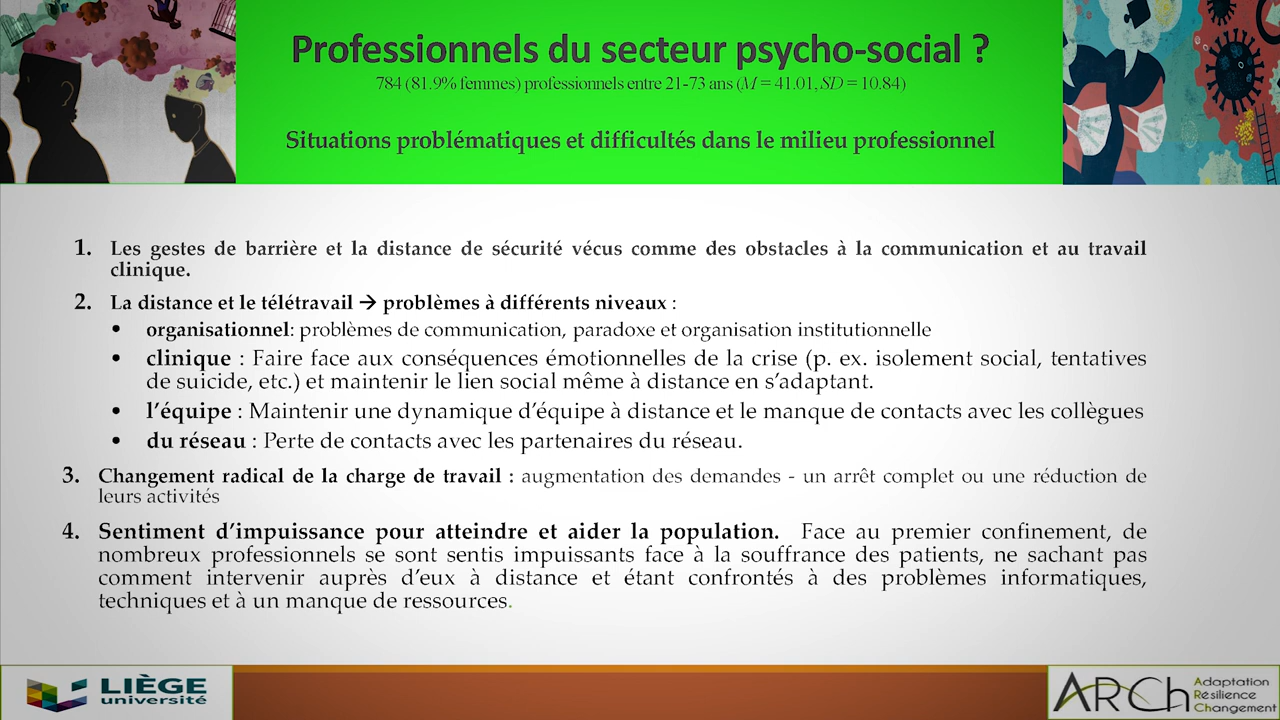 Professionnels du secteur psycho-social ?
784 (81.9% femmes) professionnels entre 21-73 ans (M = 41.01, SD = 10.84)
Situations problématiques et difficultés dans le milieu professionnel
1. Les gestes de barrière et la distance de sécurité vécus comme des obstacles à la communication et au travail
clinique.
2. La distance et le télétravail → problèmes à différents niveaux :
• organisationnel: problèmes de communication, paradoxe et organisation institutionnelle
• clinique : Faire face aux conséquences émotionnelles de la crise (p. ex. isolement social, tentatives
de suicide, etc.) et maintenir le lien social même à distance en s’adaptant.
• l’équipe : Maintenir une dynamique d’équipe à distance et le manque de contacts avec les collègues
• du réseau : Perte de contacts avec les partenaires du réseau.
3. Changement radical de la charge de travail : augmentation des demandes - un arrêt complet ou une réduction de
leurs activités
4. Sentiment d’impuissance pour atteindre et aider la population. Face au premier confinement, de
nombreux professionnels se sont sentis impuissants face à la souffrance des patients, ne sachant pas
comment intervenir auprès d’eux à distance et étant confrontés à des problèmes informatiques,
techniques et à un manque de ressources.
LIÈGE
université
ARCh
Adaptation
Résilience
Changement